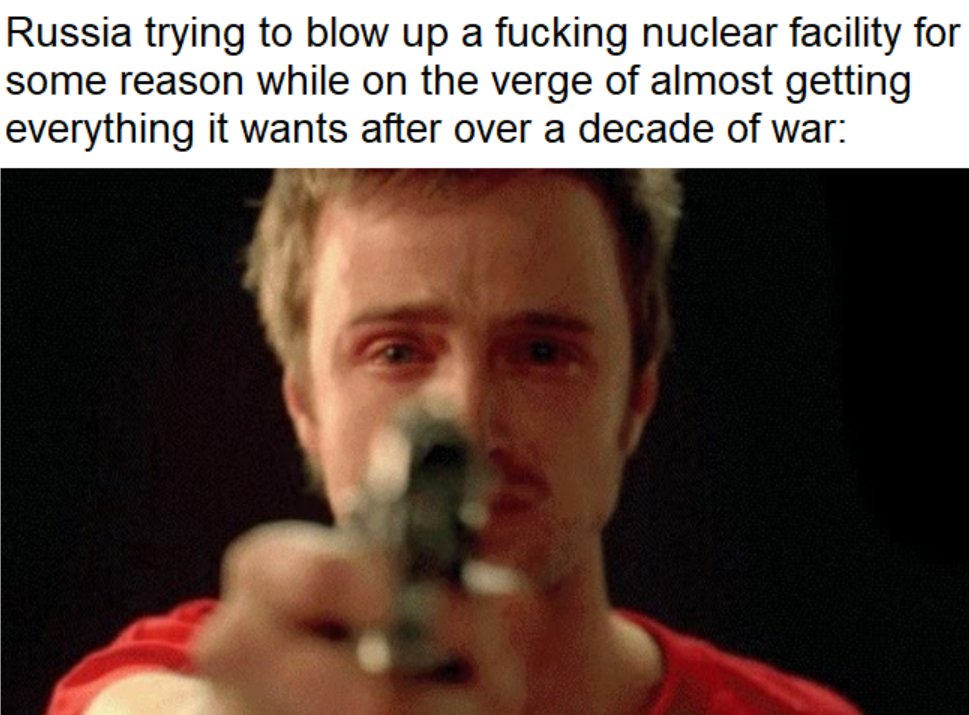 Russia trying to blow up a fucking nuclear facility for
some reason while on the verge of almost getting
everything it wants after over a decade of war: